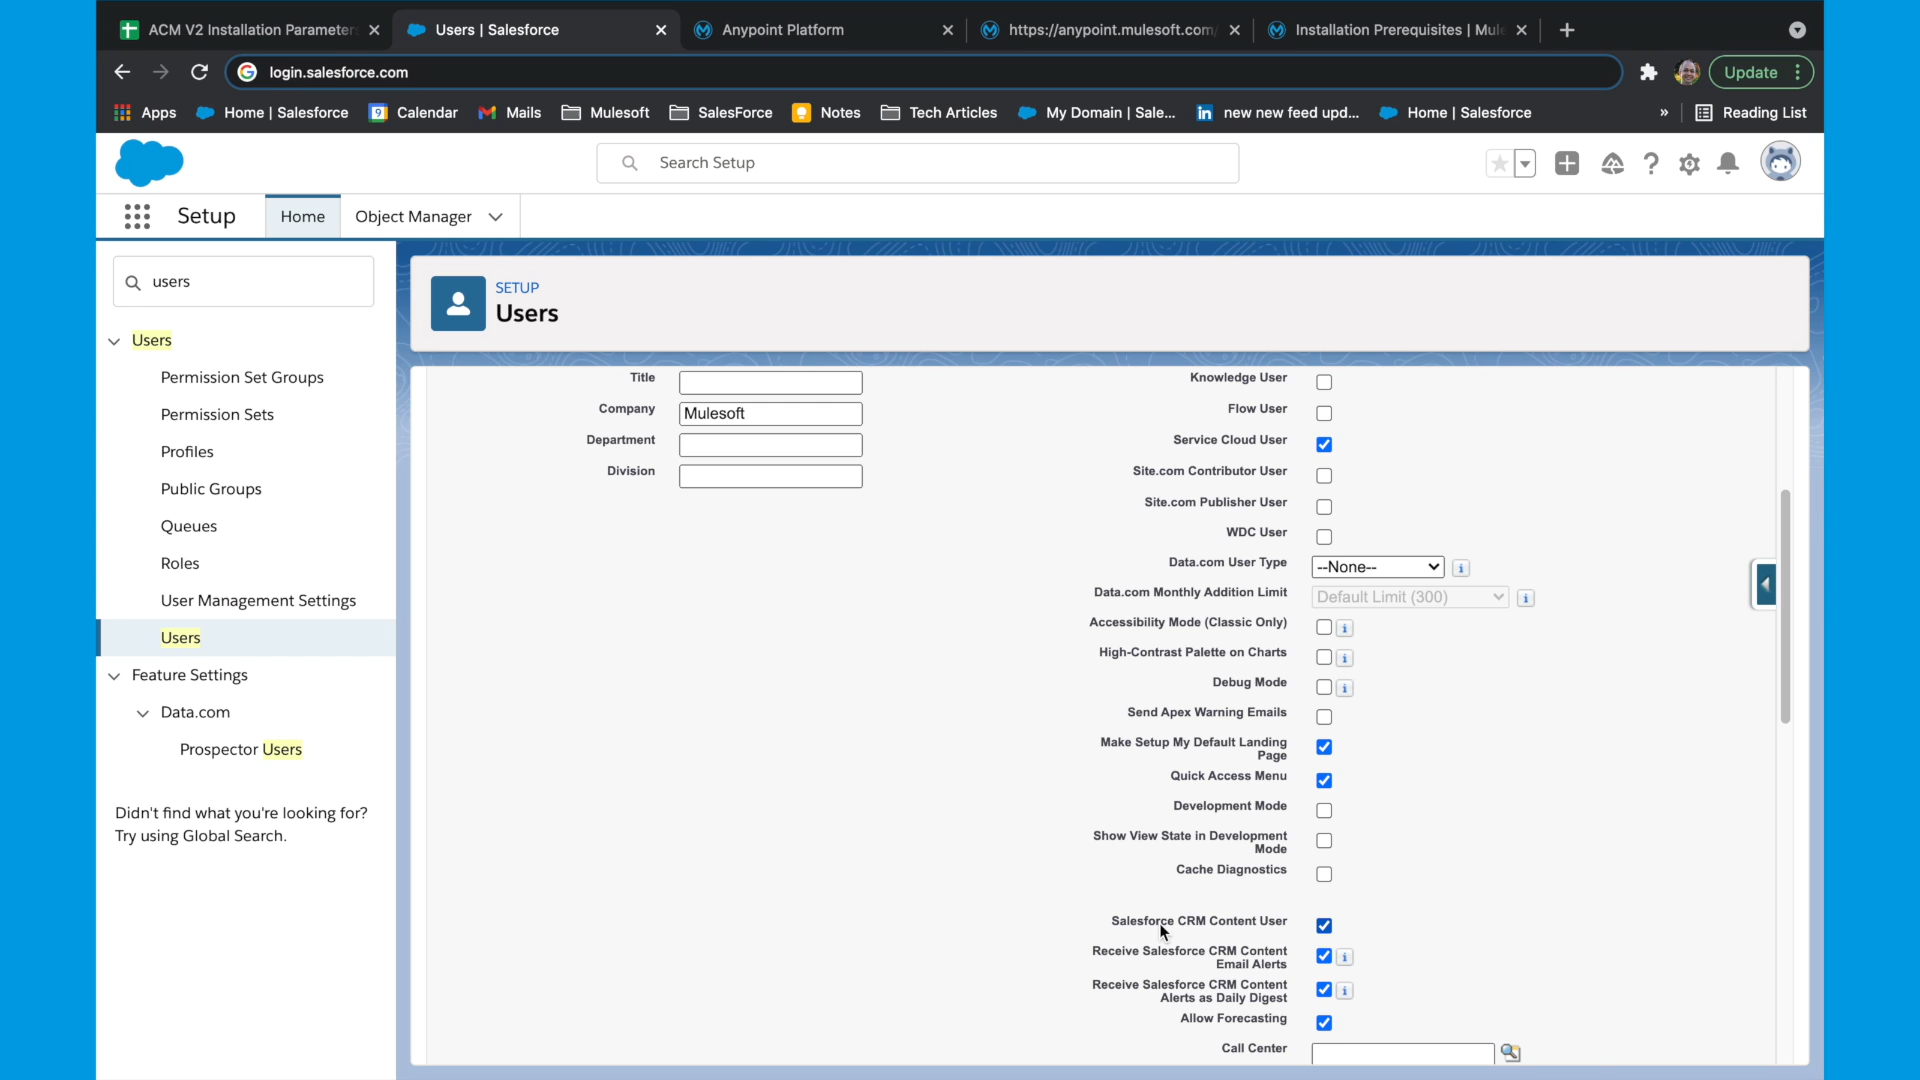 ACM V2 Installation Parameter
Users | Salesforce
Anypoint Platform
https://anypoint.mulesoft.com/
Installation Prerequisites | Mule
login.salesforce.com
Update
Apps
Home | Salesforce
Calendar
Mails
Mulesoft
SalesForce
Notes
Tech Articles
My Domain | Sale...
new new feed upd...
Home | Salesforce
»
Reading List
Search Setup
Setup
Home
Object Manager
users
Users
Permission Set Groups
Permission Sets
Profiles
Public Groups
Queues
Roles
User Management Settings
Users
Feature Settings
Data.com
Prospector Users
Didn't find what you're looking for?
Try using Global Search.
SETUP
Users
Title
Company Mulesoft
Department
Division
Knowledge User
Flow User
Service Cloud User
Site.com Contributor User
Site.com Publisher User
WDC User
Data.com User Type --None--
Data.com Monthly Addition Limit Default Limit (300)
Accessibility Mode (Classic Only)
High-Contrast Palette on Charts
Debug Mode
Send Apex Warning Emails
Make Setup My Default Landing
Page
Quick Access Menu
Development Mode
Show View State in Development
Mode
Cache Diagnostics
Salesforce CRM Content User
Receive Salesforce CRM Content
Email Alerts
Receive Salesforce CRM Content
Alerts as Daily Digest
Allow Forecasting
Call Center